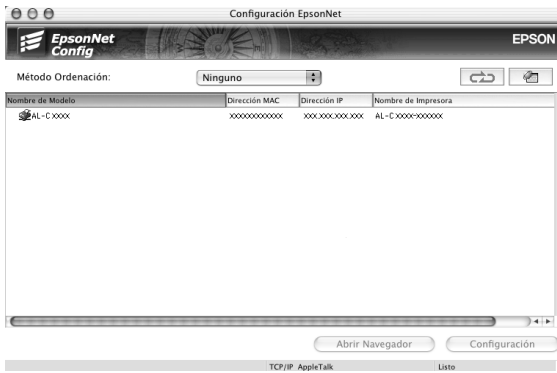 Configuración EpsonNet
EpsonNet
Config
EPSON
Método Ordenación:
Ninguno
Nombre de Modelo Dirección MAC Dirección IP Nombre de Impresora
AL-C xxxx xxxxxxxxxxxx xxx.xxx.xxx.xxx AL-C xxxx-xxxxxx
Abrir Navegador Configuración
TCP/IP AppleTalk Listo